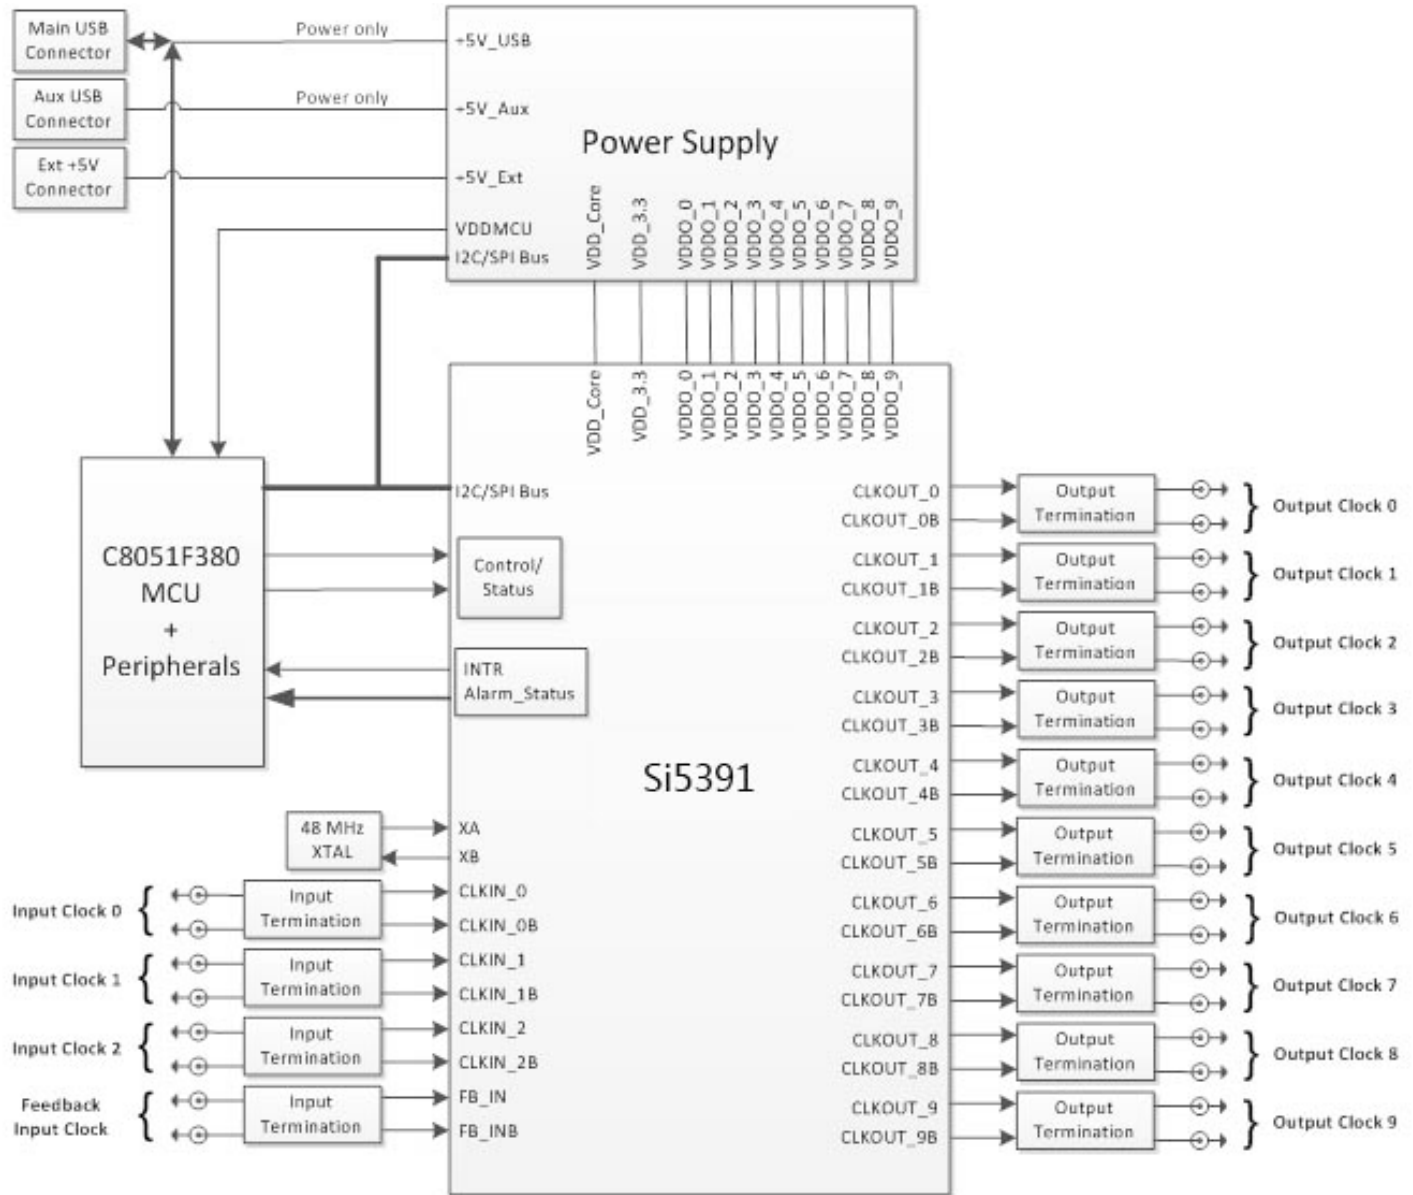 Main USB
Connector
Power only
+5V_USB
Aux USB
Connector
Power only
+5V_Aux
Power Supply
Ext +5V
Connector
+5V_Ext
VDDMCU
I2C/SPI Bus
VDD_Core
VDD_3.3
VDDO_0
VDDO_1
VDDO_2
VDDO_3
VDDO_4
VDDO_5
VDDO_6
VDDO_7
VDDO_8
VDDO_9
VDD_Core
VDD_3.3
VDDO_0
VDDO_1
VDDO_2
VDDO_3
VDDO_4
VDDO_5
VDDO_6
VDDO_7
VDDO_8
VDDO_9
C8051F380
MCU
+
Peripherals
I2C/SPI Bus
Control/
Status
INTR
Alarm_Status
Si5391
48 MHz
XTAL
XA
XB
Input Clock 0
Input
Termination
CLKIN_0
CLKIN_0B
Input Clock 1
Input
Termination
CLKIN_1
CLKIN_1B
Input Clock 2
Input
Termination
CLKIN_2
CLKIN_2B
Feedback
Input Clock
Input
Termination
FB_IN
FB_INB
CLKOUT_0
CLKOUT_0B
Output
Termination
Output Clock 0
CLKOUT_1
CLKOUT_1B
Output
Termination
Output Clock 1
CLKOUT_2
CLKOUT_2B
Output
Termination
Output Clock 2
CLKOUT_3
CLKOUT_3B
Output
Termination
Output Clock 3
CLKOUT_4
CLKOUT_4B
Output
Termination
Output Clock 4
CLKOUT_5
CLKOUT_5B
Output
Termination
Output Clock 5
CLKOUT_6
CLKOUT_6B
Output
Termination
Output Clock 6
CLKOUT_7
CLKOUT_7B
Output
Termination
Output Clock 7
CLKOUT_8
CLKOUT_8B
Output
Termination
Output Clock 8
CLKOUT_9
CLKOUT_9B
Output
Termination
Output Clock 9